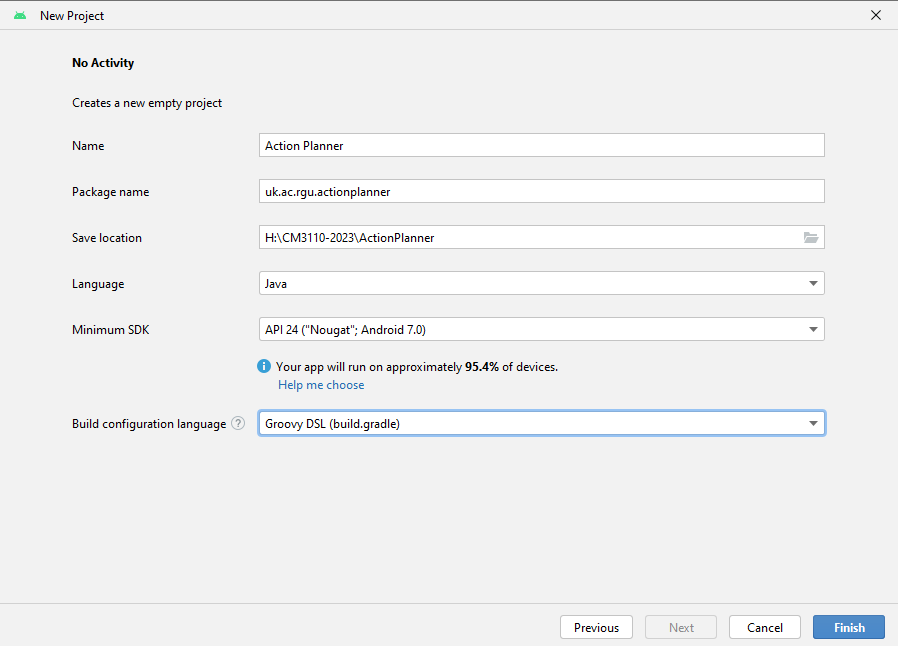 New Project
No Activity
Creates a new empty project
Name Action Planner
Package name uk.ac.rgu.actionplanner
Save location H:\CM3110-2023\ActionPlanner
Language Java
Minimum SDK API 24 ("Nougat"; Android 7.0)
Your app will run on approximately 95.4% of devices.
Help me choose
Build configuration language ? Groovy DSL (build.gradle)
Previous Next Cancel Finish